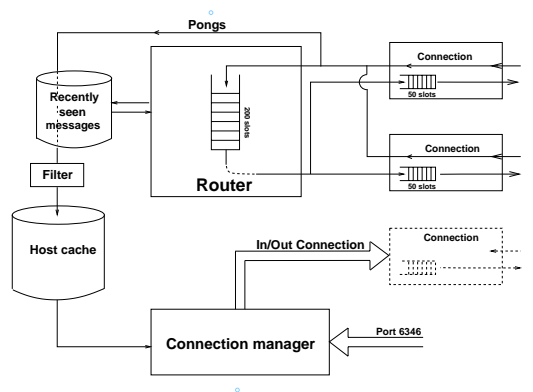 Pongs
Connection
50 slots
Recently
seen
messages
200 slots
Router
Connection
50 slots
Filter
Host cache
In/Out Connection
Connection
Port 6346
Connection manager